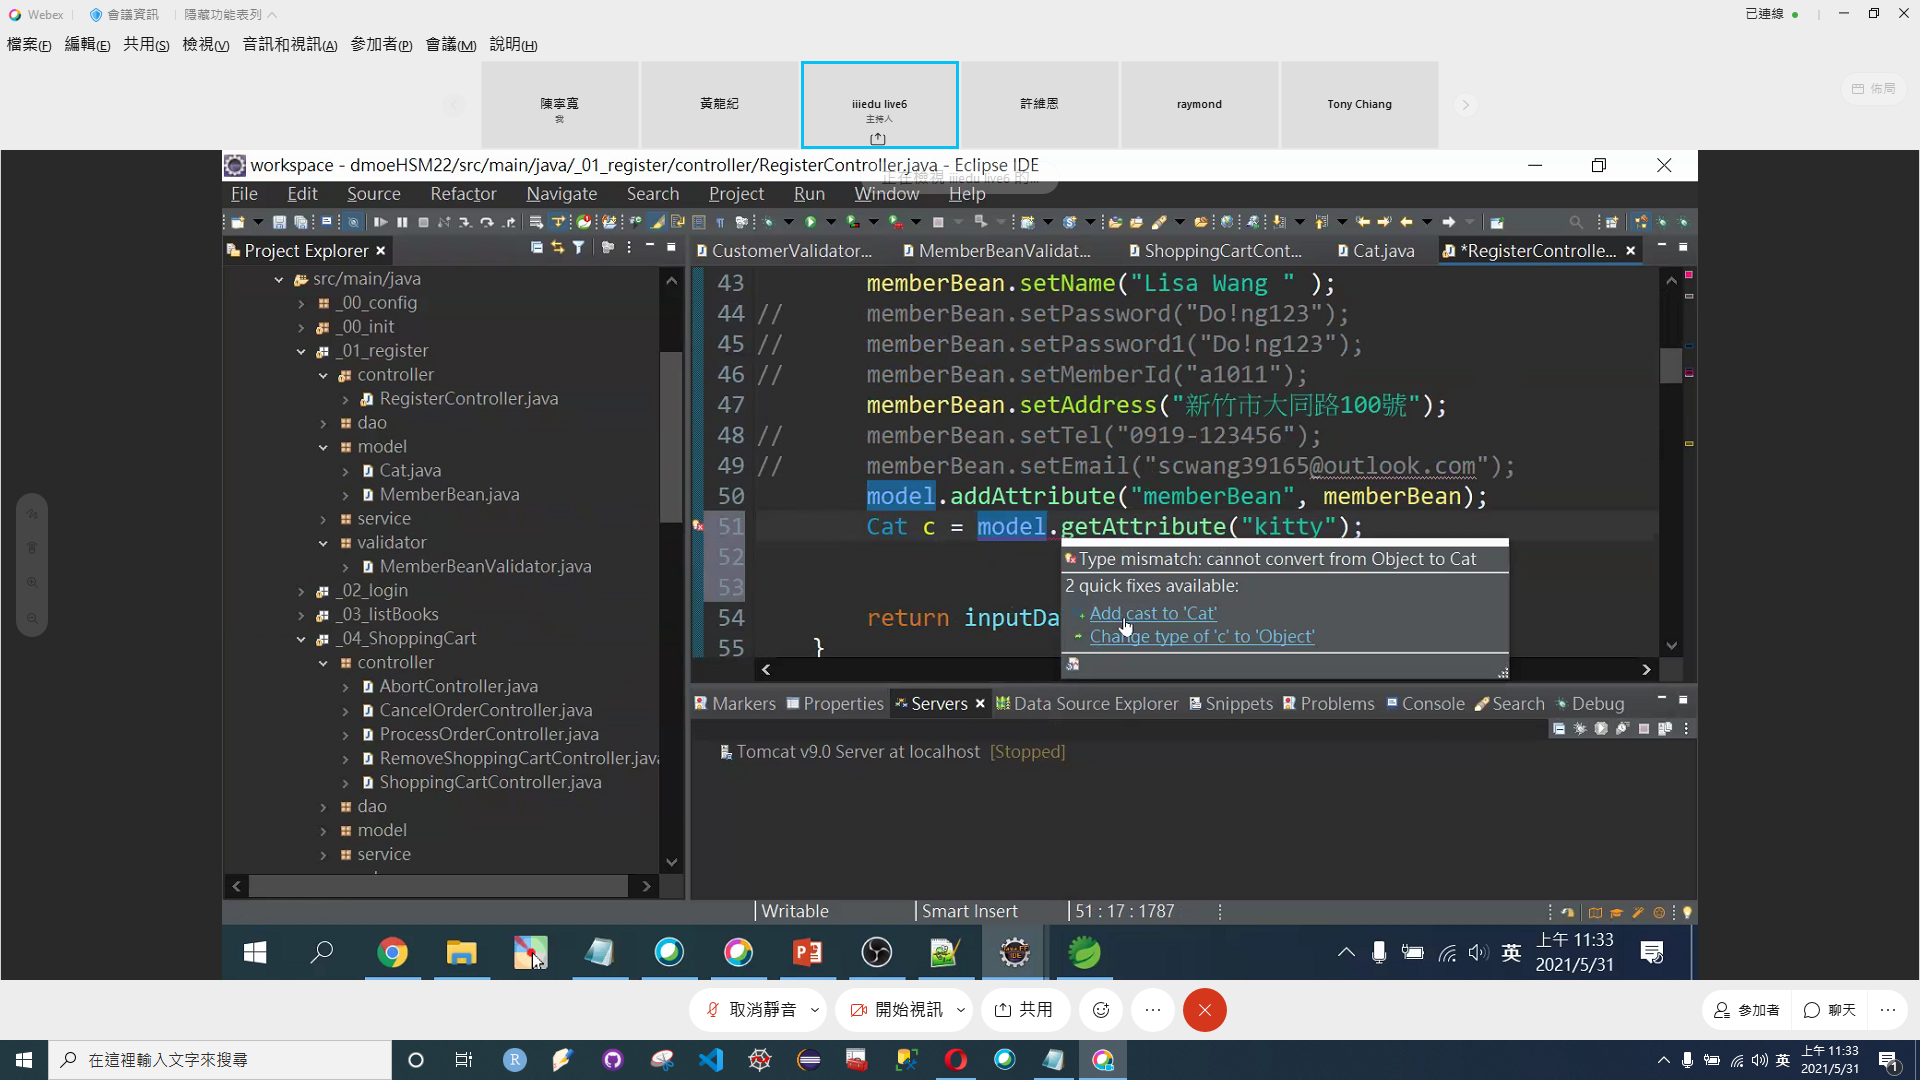 Webex 會議資訊 隱藏功能表列 已連線
檔案(F) 編輯(E) 共用(S) 檢視(V) 音訊和視訊(A) 參加者(P) 會議(M) 說明(H)
陳寧寬 黃龍紀 iiiedu live6 許維恩 raymond Tony Chiang
我 主持人
佈局
workspace - dmoeHSM22/src/main/java/_01_register/controller/RegisterController.java - Eclipse IDE
正在檢視 iiiedu live6 的...
File Edit Source Refactor Navigate Search Project Run Window Help
Project Explorer
CustomerValidator... MemberBeanValidat... ShoppingCartCont... Cat.java *RegisterControlle...
src/main/java
_00_config
_00_init
_01_register
controller
RegisterController.java
dao
model
Cat.java
MemberBean.java
service
validator
MemberBeanValidator.java
_02_login
_03_listBooks
_04_ShoppingCart
controller
AbortController.java
CancelOrderController.java
ProcessOrderController.java
RemoveShoppingCartController.java
ShoppingCartController.java
dao
model
service
43 memberBean.setName("Lisa Wang " );
44 // memberBean.setPassword("Do!ng123");
45 // memberBean.setPassword1("Do!ng123");
46 // memberBean.setMemberId("a1011");
47 memberBean.setAddress("新竹市大同路100號");
48 // memberBean.setTel("0919-123456");
49 // memberBean.setEmail("scwang39165@outlook.com");
50 model.addAttribute("memberBean", memberBean);
51 Cat c = model.getAttribute("kitty");
52
53
54 return inputDa
55 }
Type mismatch: cannot convert from Object to Cat
2 quick fixes available:
Add cast to 'Cat'
Change type of 'c' to 'Object'
Markers Properties Servers Data Source Explorer Snippets Problems Console Search Debug
Tomcat v9.0 Server at localhost [Stopped]
Writable Smart Insert 51 : 17 : 1787
英 上午 11:33
2021/5/31
取消靜音 開始視訊 共用 參加者 聊天
在這裡輸入文字來搜尋
英 上午 11:33
2021/5/31
1